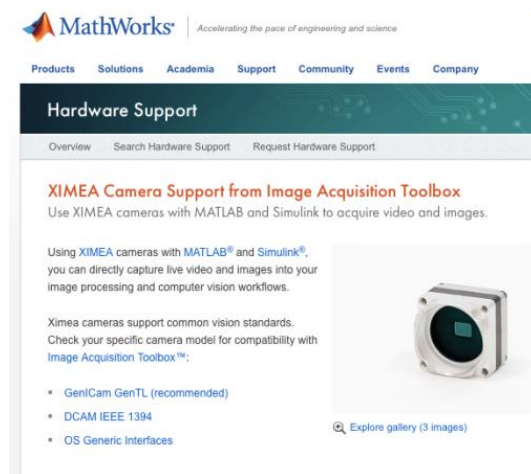 MathWorks®
Accelerating the pace of engineering and science
Products Solutions Academia Support Community Events Company
Hardware Support
Overview Search Hardware Support Request Hardware Support
XIMEA Camera Support from Image Acquisition Toolbox
Use XIMEA cameras with MATLAB and Simulink to acquire video and images.
Using XIMEA cameras with MATLAB® and Simulink®,
you can directly capture live video and images into your
image processing and computer vision workflows.
Ximea cameras support common vision standards.
Check your specific camera model for compatibility with
Image Acquisition Toolbox™:
▪ GenICam GenTL (recommended)
▪ DCAM IEEE 1394
▪ OS Generic Interfaces
Explore gallery (3 images)